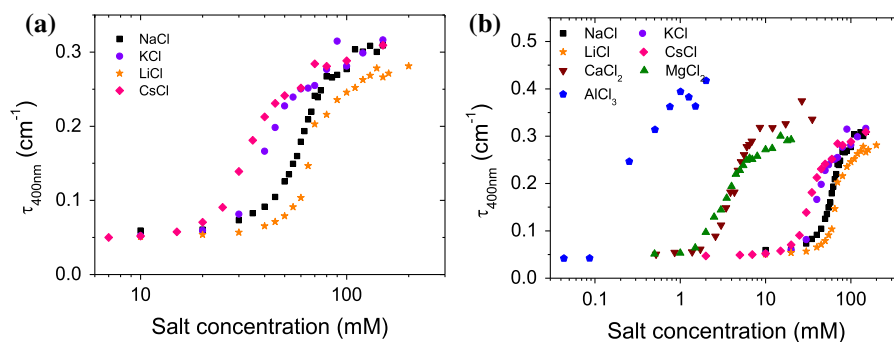 (a)
NaCl
KCl
LiCl
CsCl
0.3
0.2
0.1
0.0
τ400nm (cm⁻¹)
10
100
Salt concentration (mM)
(b)
NaCl
KCl
LiCl
CsCl
CaCl₂
MgCl₂
AlCl₃
0.5
0.4
0.3
0.2
0.1
0.0
τ400nm (cm⁻¹)
0.1
1
10
100
Salt concentration (mM)